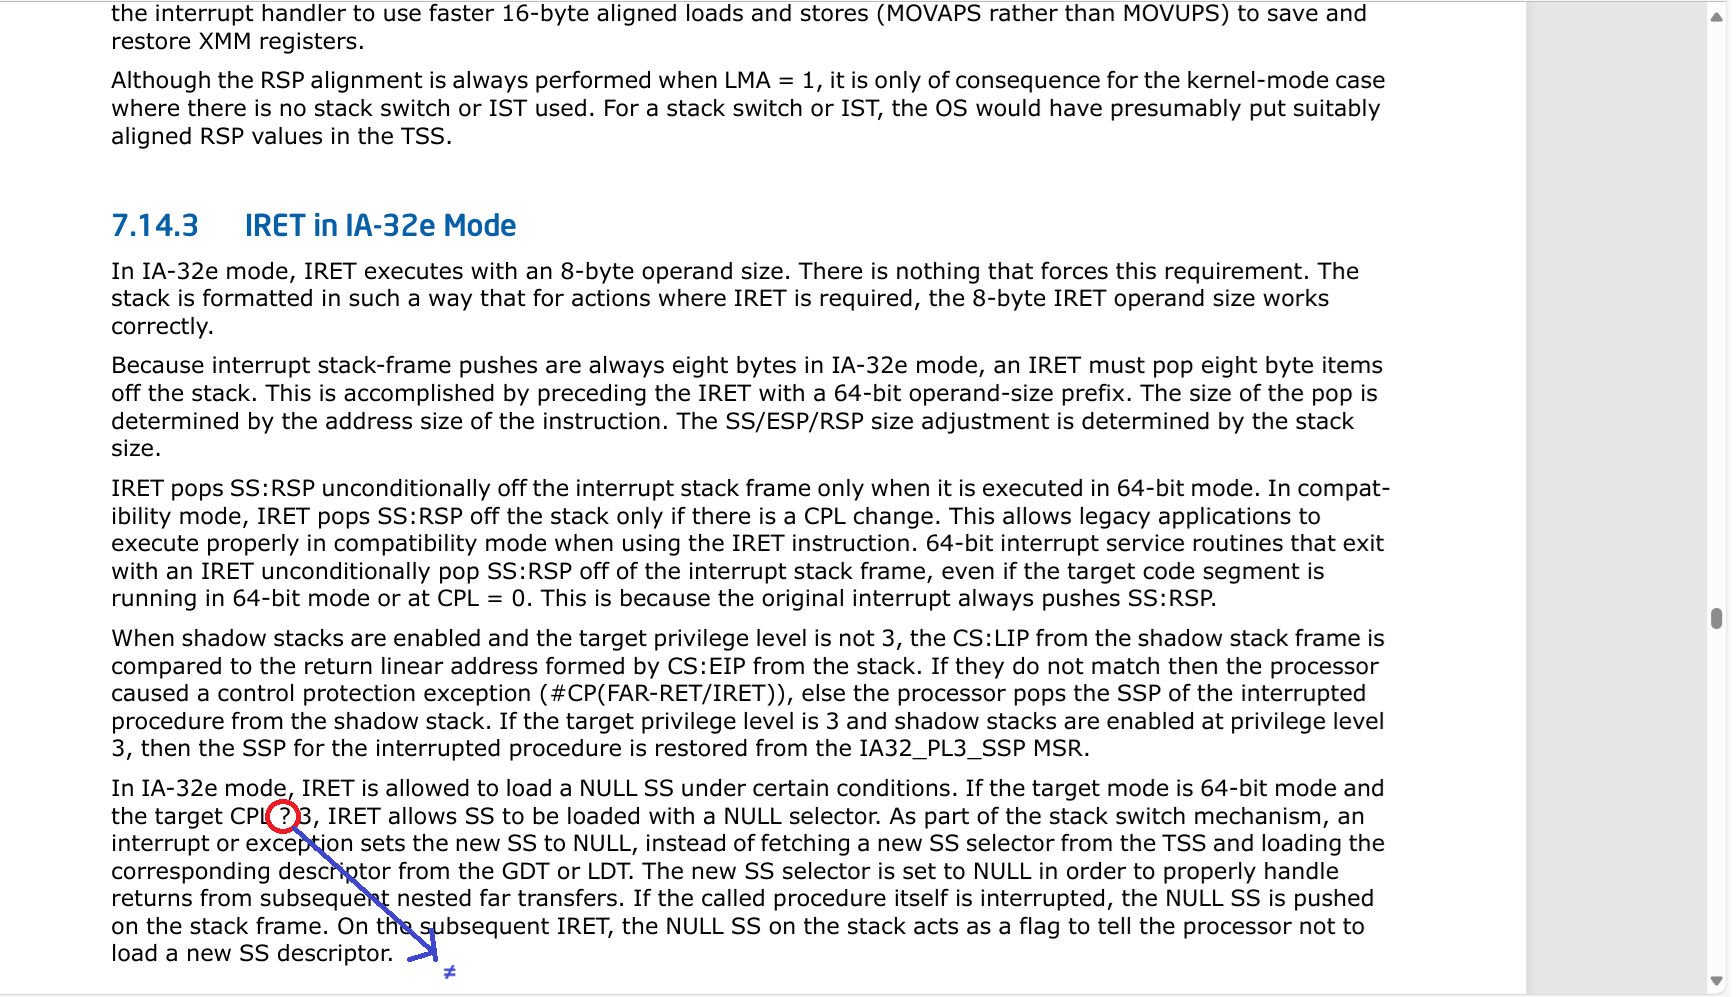 the interrupt handler to use faster 16-byte aligned loads and stores (MOVAPS rather than MOVUPS) to save and
restore XMM registers.
Although the RSP alignment is always performed when LMA = 1, it is only of consequence for the kernel-mode case
where there is no stack switch or IST used. For a stack switch or IST, the OS would have presumably put suitably
aligned RSP values in the TSS.
7.14.3 IRET in IA-32e Mode
In IA-32e mode, IRET executes with an 8-byte operand size. There is nothing that forces this requirement. The
stack is formatted in such a way that for actions where IRET is required, the 8-byte IRET operand size works
correctly.
Because interrupt stack-frame pushes are always eight bytes in IA-32e mode, an IRET must pop eight byte items
off the stack. This is accomplished by preceding the IRET with a 64-bit operand-size prefix. The size of the pop is
determined by the address size of the instruction. The SS/ESP/RSP size adjustment is determined by the stack
size.
IRET pops SS:RSP unconditionally off the interrupt stack frame only when it is executed in 64-bit mode. In compat-
ibility mode, IRET pops SS:RSP off the stack only if there is a CPL change. This allows legacy applications to
execute properly in compatibility mode when using the IRET instruction. 64-bit interrupt service routines that exit
with an IRET unconditionally pop SS:RSP off of the interrupt stack frame, even if the target code segment is
running in 64-bit mode or at CPL = 0. This is because the original interrupt always pushes SS:RSP.
When shadow stacks are enabled and the target privilege level is not 3, the CS:LIP from the shadow stack frame is
compared to the return linear address formed by CS:EIP from the stack. If they do not match then the processor
caused a control protection exception (#CP(FAR-RET/IRET)), else the processor pops the SSP of the interrupted
procedure from the shadow stack. If the target privilege level is 3 and shadow stacks are enabled at privilege level
3, then the SSP for the interrupted procedure is restored from the IA32_PL3_SSP MSR.
In IA-32e mode, IRET is allowed to load a NULL SS under certain conditions. If the target mode is 64-bit mode and
the target CPL ? 3, IRET allows SS to be loaded with a NULL selector. As part of the stack switch mechanism, an
interrupt or exception sets the new SS to NULL, instead of fetching a new SS selector from the TSS and loading the
corresponding descriptor from the GDT or LDT. The new SS selector is set to NULL in order to properly handle
returns from subsequent nested far transfers. If the called procedure itself is interrupted, the NULL SS is pushed
on the stack frame. On the subsequent IRET, the NULL SS on the stack acts as a flag to tell the processor not to
load a new SS descriptor.
≠